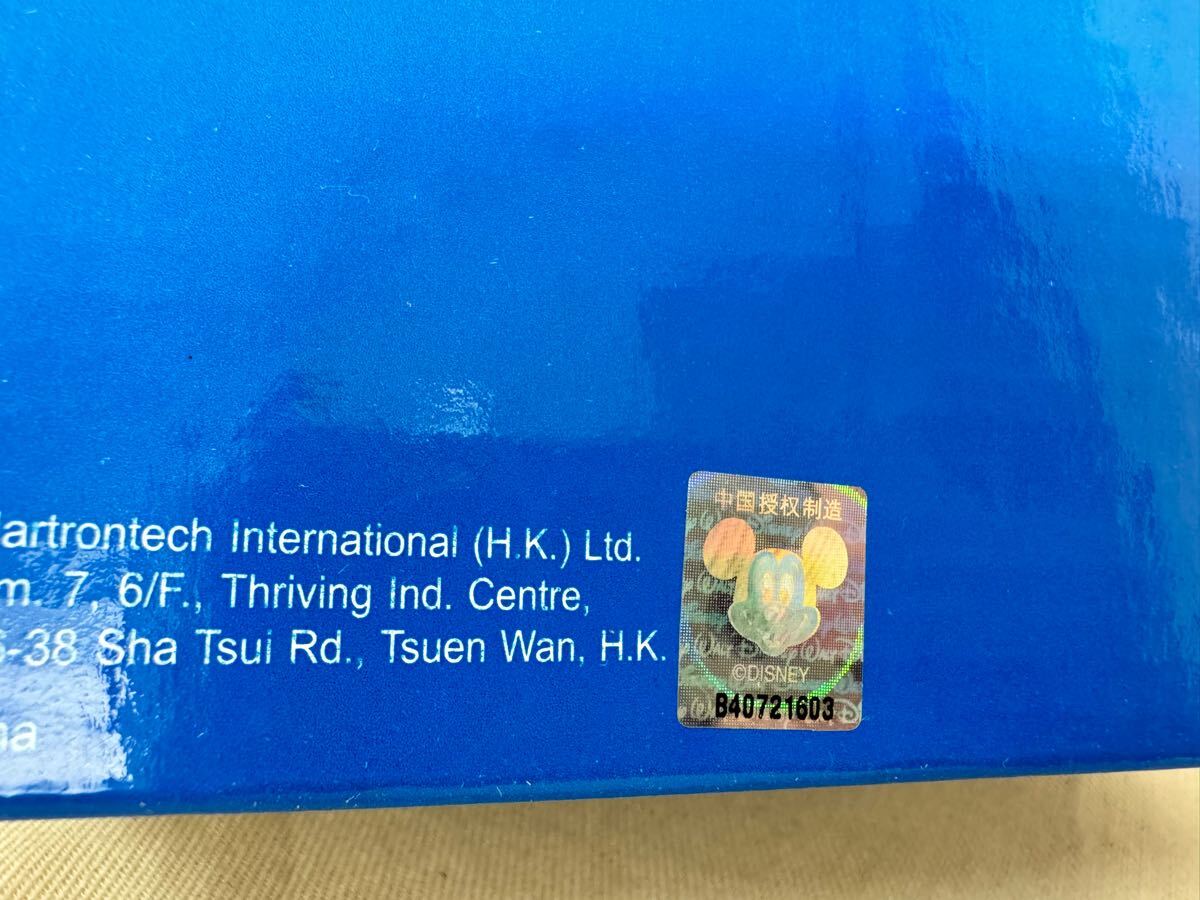 artrontech International (H.K.) Ltd.
m. 7, 6/F., Thriving Ind. Centre,
-38 Sha Tsui Rd., Tsuen Wan, H.K.
na
中国授权制造
©DISNEY
B40721603